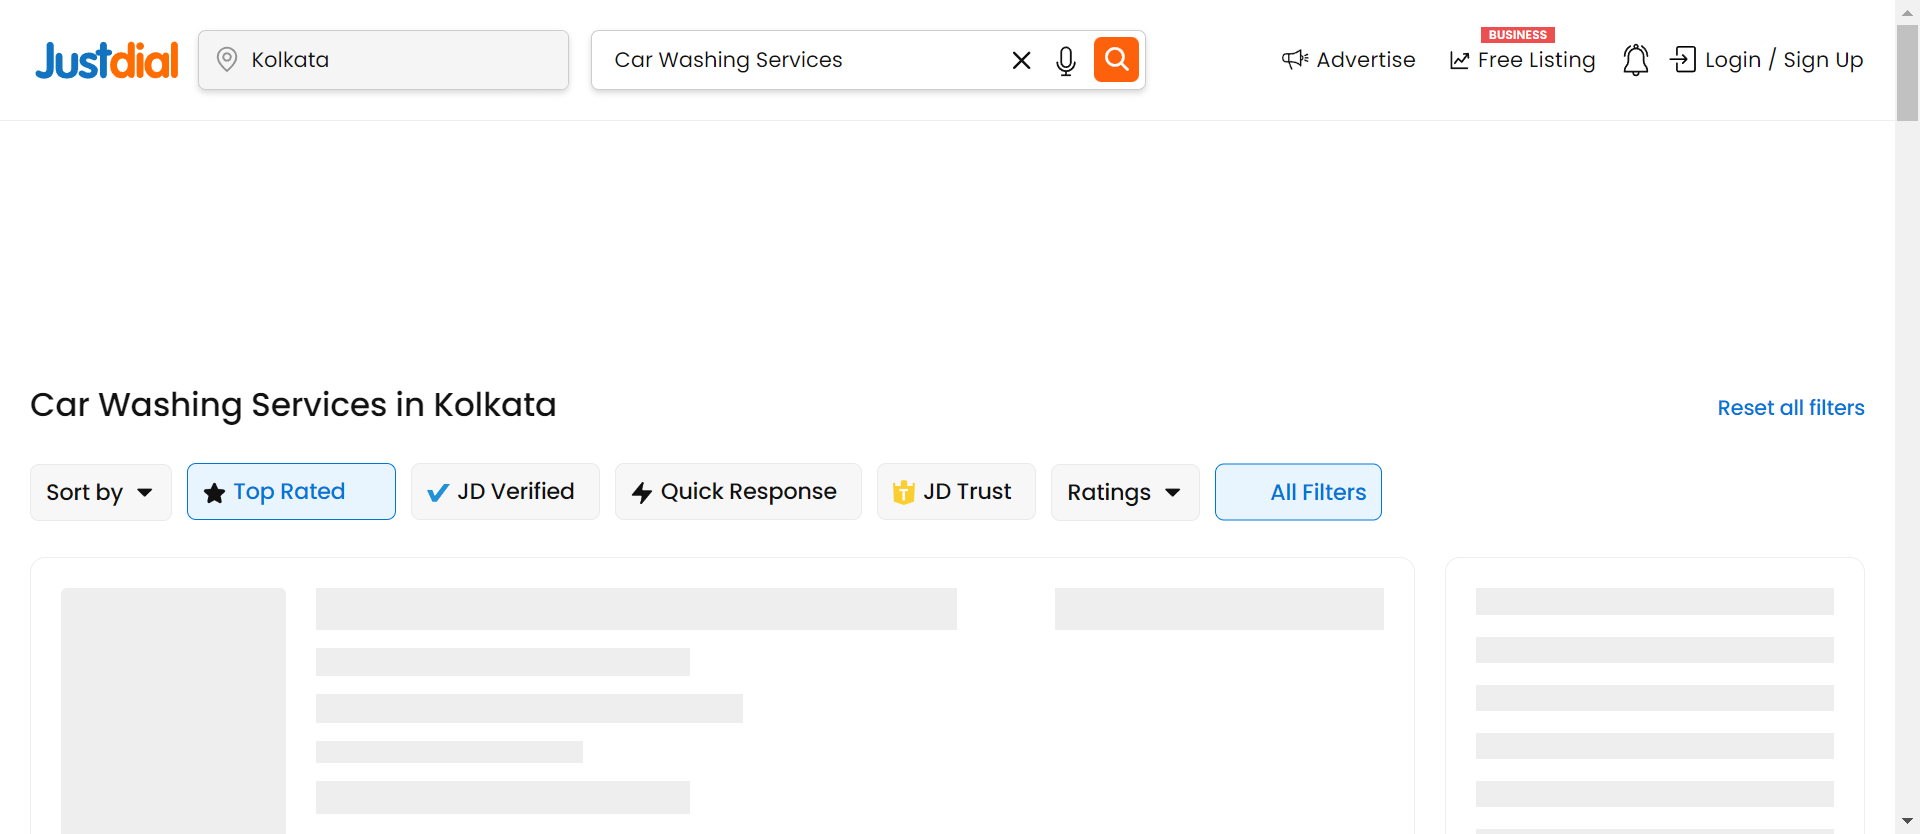 Justdial
Kolkata
Car Washing Services
Advertise
BUSINESS
Free Listing
Login / Sign Up
Car Washing Services in Kolkata
Reset all filters
Sort by
Top Rated
JD Verified
Quick Response
T
JD Trust
Ratings
All Filters